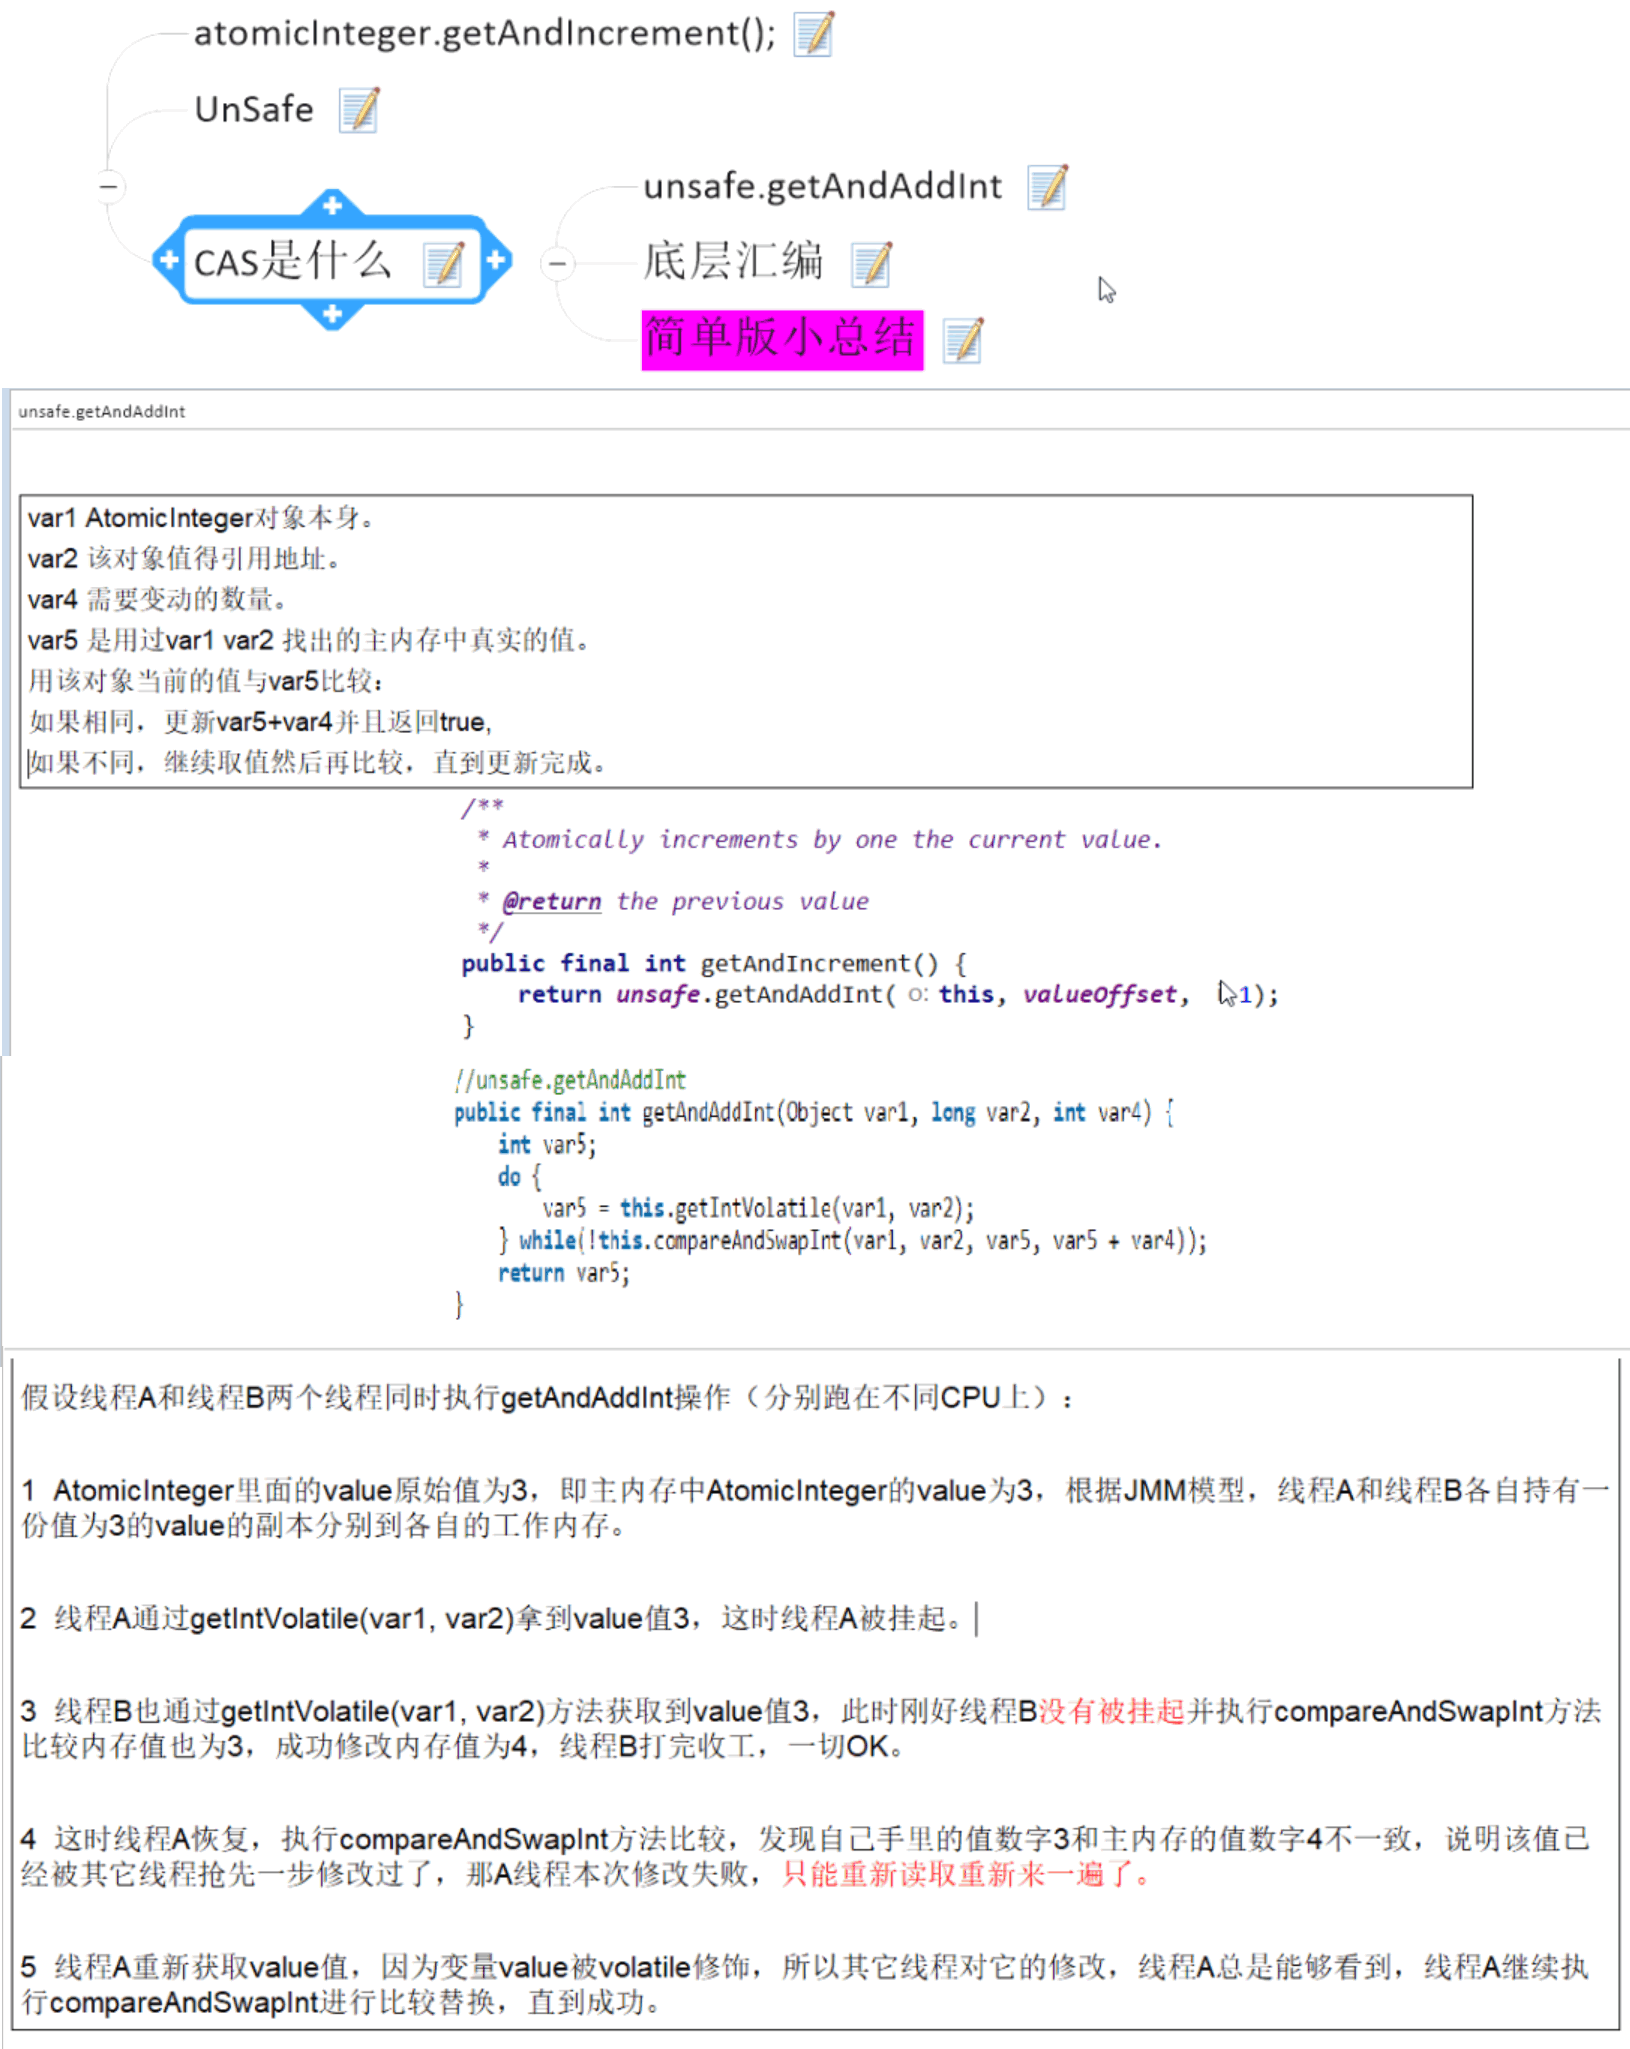 atomicInteger.getAndIncrement();
UnSafe
CAS是什么
unsafe.getAndAddInt
底层汇编
简单版小总结
unsafe.getAndAddInt
var1 AtomicInteger对象本身。
var2 该对象值得引用地址。
var4 需要变动的数量。
var5 是用过var1 var2 找出的主内存中真实的值。
用该对象当前的值与var5比较：
如果相同，更新var5+var4并且返回true,
如果不同，继续取值然后再比较，直到更新完成。
/**
* Atomically increments by one the current value.
*
* @return the previous value
*/
public final int getAndIncrement() {
return unsafe.getAndAddInt( o: this, valueOffset, 1);
}
//unsafe.getAndAddInt
public final int getAndAddInt(Object var1, long var2, int var4) {
int var5;
do {
var5 = this.getIntVolatile(var1, var2);
} while(!this.compareAndSwapInt(var1, var2, var5, var5 + var4));
return var5;
}
假设线程A和线程B两个线程同时执行getAndAddInt操作（分别跑在不同CPU上）：
1 AtomicInteger里面的value原始值为3，即主内存中AtomicInteger的value为3，根据JMM模型，线程A和线程B各自持有一
份值为3的value的副本分别到各自的工作内存。
2 线程A通过getIntVolatile(var1, var2)拿到value值3，这时线程A被挂起。
3 线程B也通过getIntVolatile(var1, var2)方法获取到value值3，此时刚好线程B没有被挂起并执行compareAndSwapInt方法
比较内存值也为3，成功修改内存值为4，线程B打完收工，一切OK。
4 这时线程A恢复，执行compareAndSwapInt方法比较，发现自己手里的值数字3和主内存的值数字4不一致，说明该值已
经被其它线程抢先一步修改过了，那A线程本次修改失败，只能重新读取重新来一遍了。
5 线程A重新获取value值，因为变量value被volatile修饰，所以其它线程对它的修改，线程A总是能够看到，线程A继续执
行compareAndSwapInt进行比较替换，直到成功。